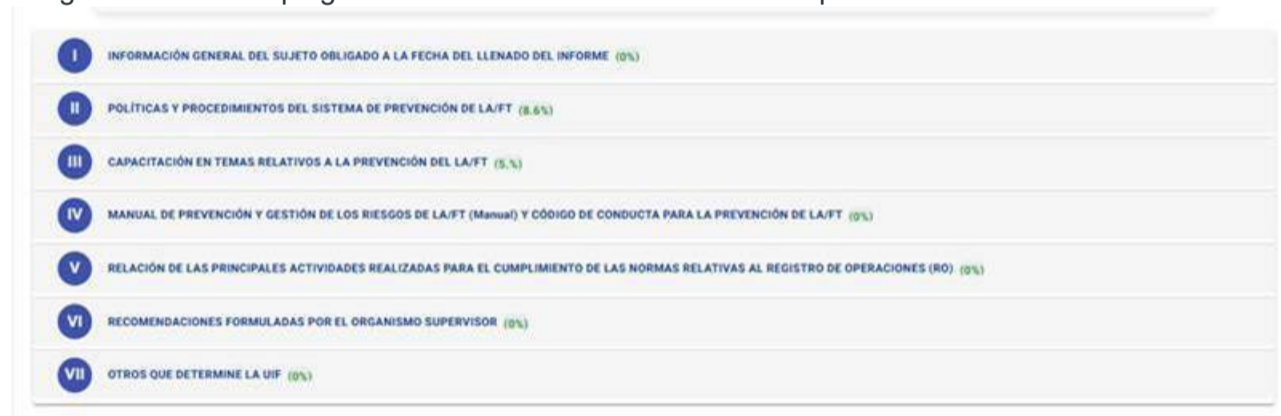 I INFORMACIÓN GENERAL DEL SUJETO OBLIGADO A LA FECHA DEL LLENADO DEL INFORME (0%)
II POLÍTICAS Y PROCEDIMIENTOS DEL SISTEMA DE PREVENCIÓN DE LA/FT (8.6%)
III CAPACITACIÓN EN TEMAS RELATIVOS A LA PREVENCIÓN DEL LA/FT (5.%)
IV MANUAL DE PREVENCIÓN Y GESTIÓN DE LOS RIESGOS DE LA/FT (Manual) Y CÓDIGO DE CONDUCTA PARA LA PREVENCIÓN DE LA/FT (0%)
V RELACIÓN DE LAS PRINCIPALES ACTIVIDADES REALIZADAS PARA EL CUMPLIMIENTO DE LAS NORMAS RELATIVAS AL REGISTRO DE OPERACIONES (RO) (0%)
VI RECOMENDACIONES FORMULADAS POR EL ORGANISMO SUPERVISOR (0%)
VII OTROS QUE DETERMINE LA UIF (0%)